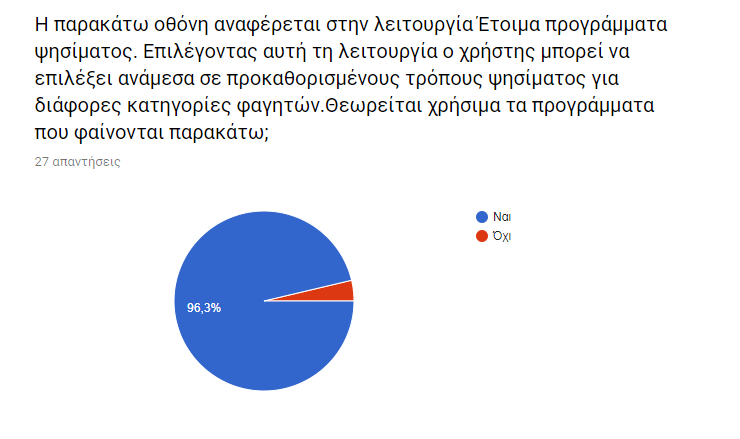 Η παρακάτω οθόνη αναφέρεται στην λειτουργία Έτοιμα προγράμματα
ψησίματος. Επιλέγοντας αυτή τη λειτουργία ο χρήστης μπορεί να
επιλέξει ανάμεσα σε προκαθορισμένους τρόπους ψησίματος για
διάφορες κατηγορίες φαγητών.Θεωρείται χρήσιμα τα προγράμματα
που φαίνονται παρακάτω;
27 απαντήσεις
Ναι
Όχι
96,3%